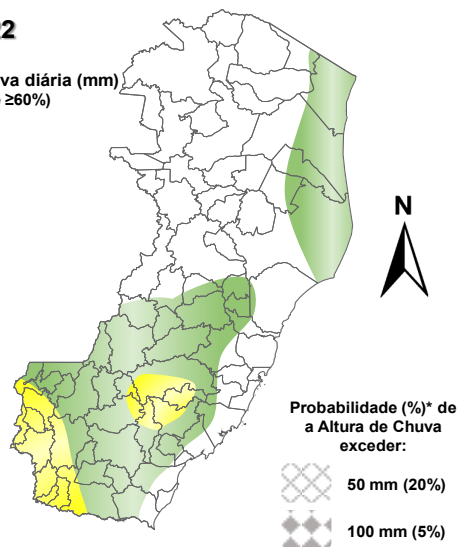 2
va diária (mm)
≥60%)
N
Probabilidade (%)* de
a Altura de Chuva
exceder:
50 mm (20%)
100 mm (5%)